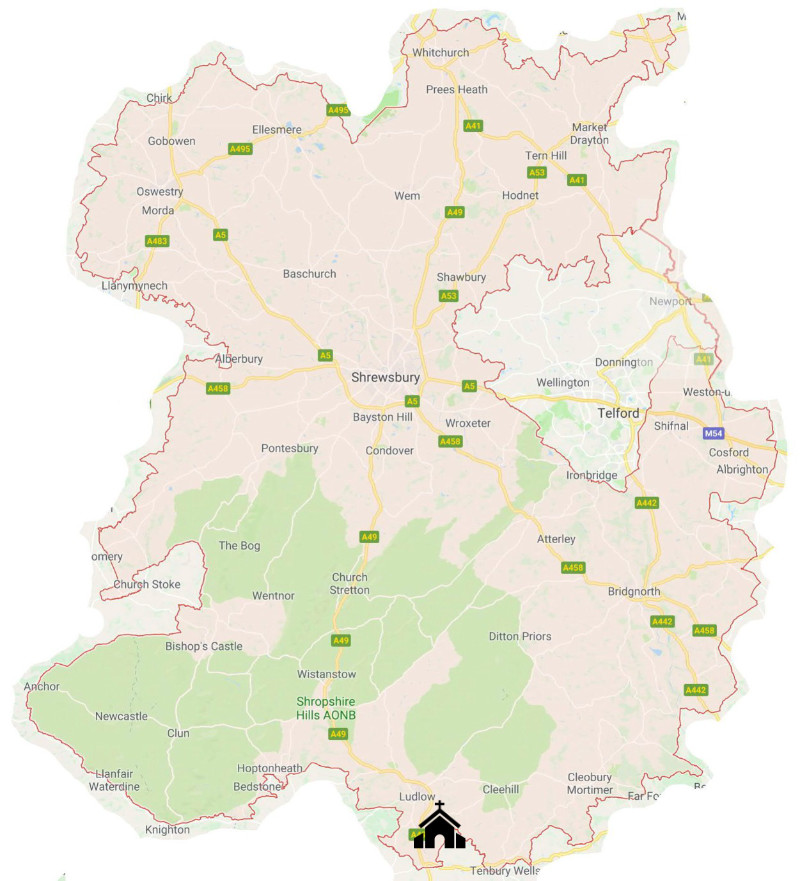 M
Whitchurch
Prees Heath
Chirk
A495
A41
Market
Drayton
Ellesmere
Gobowen
A495
Tern Hill
A53
A41
Oswestry
Wem
Hodnet
Morda
A49
A5
A483
Baschurch
Shawbury
Llanymynech
A53
Newport
A5
Alberbury
A41
Donnington
Shrewsbury
Wellington
A5
A458
Weston-u
A5
Bayston Hill
Telford
Wroxeter
Shifnal
M54
A458
Pontesbury
Condover
Cosford
Albrighton
Ironbridge
A442
A49
Atterley
The Bog
omery
A458
Church
Stretton
Church Stoke
Wentnor
Bridgnorth
A442
A458
Ditton Priors
A49
Bishop's Castle
Wistanstow
Anchor
A442
Shropshire
Hills AONB
Newcastle
Clun
A49
Hoptonheath
Llanfair
Waterdine
Bedstone
Cleobury
Mortimer
Cleehill
Ludlow
Far Fo
Knighton
Tenbury Wells